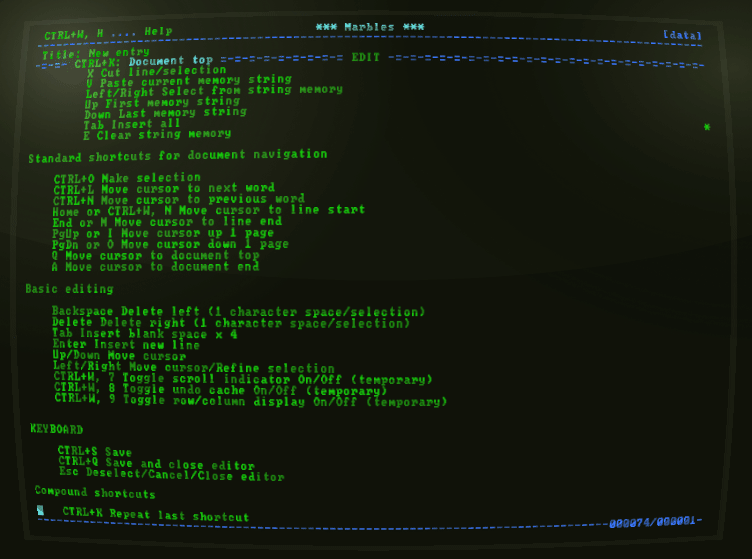 *** Marbles ***
CTRL+W, H .... Help
[data]
Title: New entry
CTRL+K: Document top
EDIT
X Cut line/selection
V Paste current memory string
Left/Right Select from string memory
Up First memory string
Down Last memory string
Tab Insert all
E Clear string memory
*
Standard shortcuts for document navigation
CTRL+O Make selection
CTRL+L Move cursor to next word
CTRL+N Move cursor to previous word
Home or CTRL+W, N Move cursor to line start
End or M Move cursor to line end
PgUp or I Move cursor up 1 page
PgDn or O Move cursor down 1 page
Q Move cursor to document top
A Move cursor to document end
Basic editing
Backspace Delete left (1 character space/selection)
Delete Delete right (1 character space/selection)
Tab Insert blank space x 4
Enter Insert new line
Up/Down Move cursor
Left/Right Move cursor/Refine selection
CTRL+W, 7 Toggle scroll indicator On/Off (temporary)
CTRL+W, 8 Toggle undo cache On/Off (temporary)
CTRL+W, 9 Toggle row/column display On/Off (temporary)
KEYBOARD
CTRL+S Save
CTRL+Q Save and close editor
Esc Deselect/Cancel/Close editor
Compound shortcuts
CTRL+K Repeat last shortcut
000074/000001